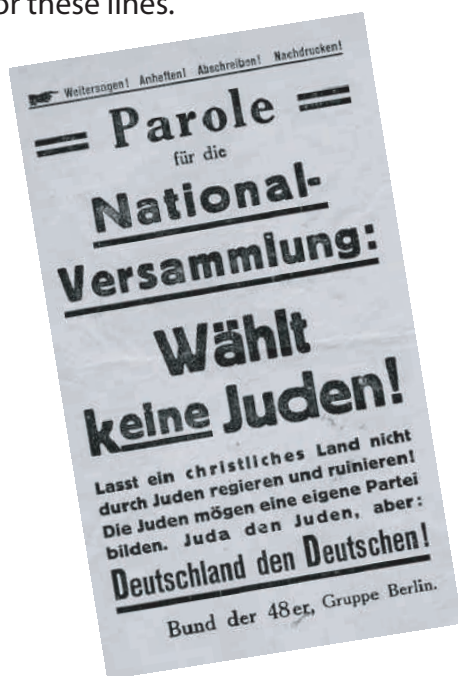 or these lines.
Weitersagen! Anheften! Abschreiben! Nachdrucken!
Parole
für die
National-
Versammlung:
Wählt
keine Juden!
Lasst ein christliches Land nicht
durch Juden regieren und ruinieren!
Die Juden mögen eine eigene Partei
bilden. Juda den Juden, aber:
Deutschland den Deutschen!
Bund der 48er, Gruppe Berlin.